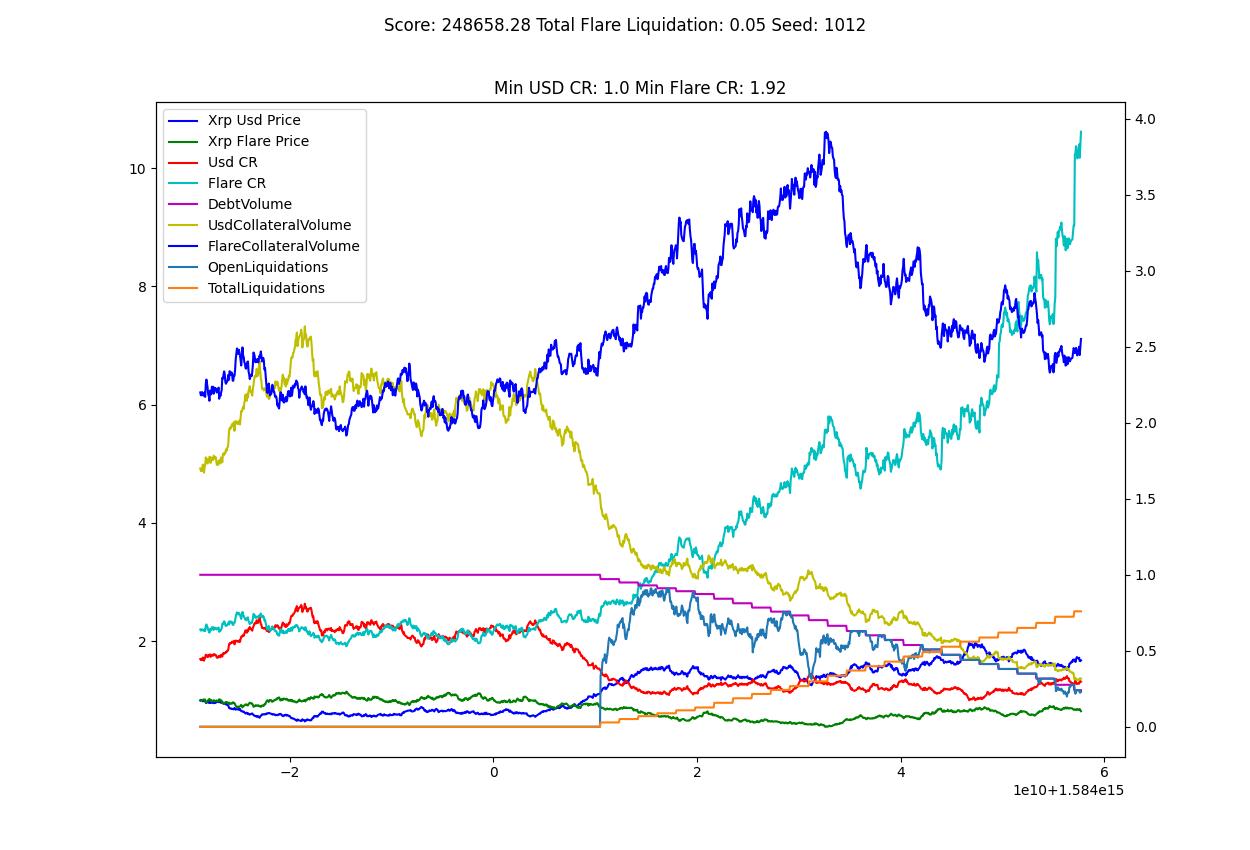 Score: 248658.28 Total Flare Liquidation: 0.05 Seed: 1012
Min USD CR: 1.0 Min Flare CR: 1.92
Xrp Usd Price
Xrp Flare Price
Usd CR
Flare CR
DebtVolume
UsdCollateralVolume
FlareCollateralVolume
OpenLiquidations
TotalLiquidations
10
8
6
4
2
4.0
3.5
3.0
2.5
2.0
1.5
1.0
0.5
0.0
−2 0 2 4 6
1e10+1.584e15